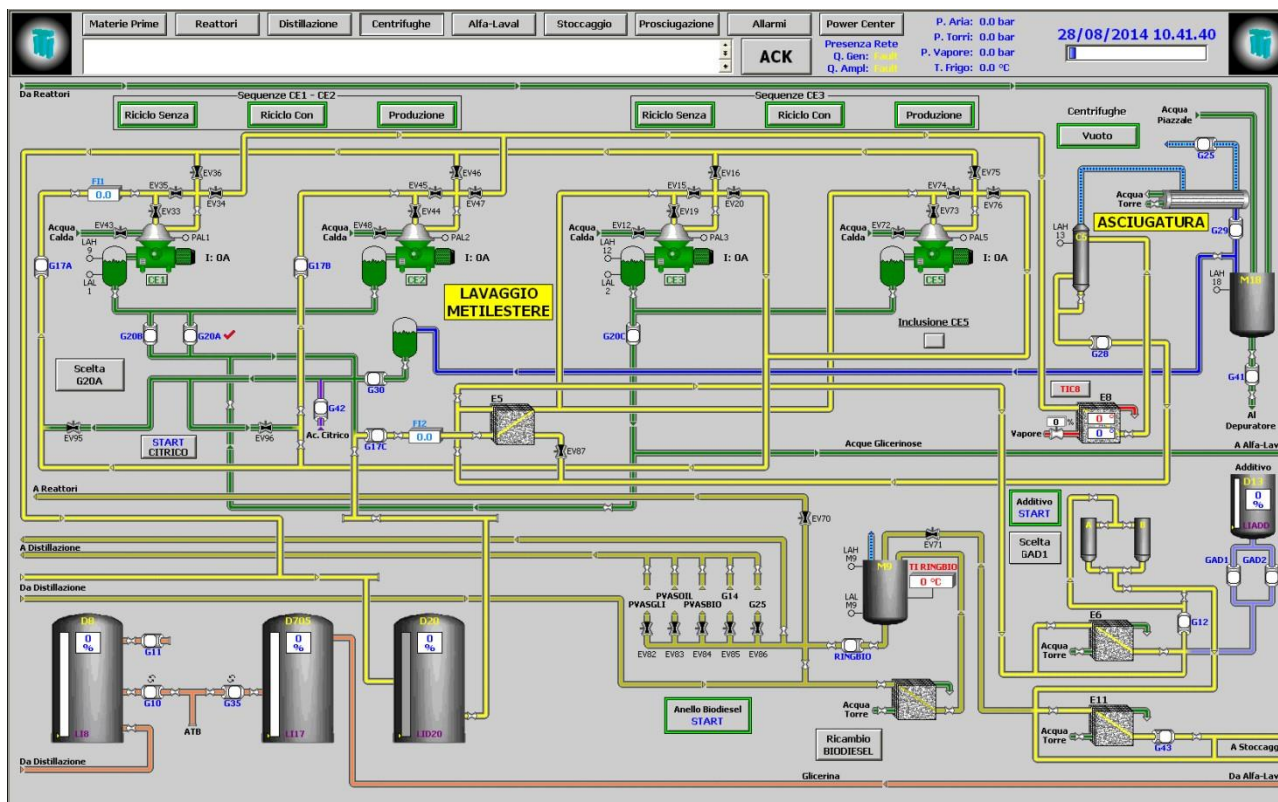 Materie Prime
Reattori
Distillazione
Centrifughe
Alfa-Laval
Stoccaggio
Prosciugazione
Allarmi
Power Center
ACK
Presenza Rete
Q. Gen: Fault
Q. Ampl: Fault
P. Aria: 0.0 bar
P. Torri: 0.0 bar
P. Vapore: 0.0 bar
T. Frigo: 0.0 °C
28/08/2014 10.41.40
Da Reattori
Sequenze CE1 - CE2
Riciclo Senza
Riciclo Con
Produzione
Sequenze CE3
Riciclo Senza
Riciclo Con
Produzione
Centrifughe
Vuoto
Acqua
Piazzale
G25
EV36
EV46
EV16
EV75
FI1
0.0
EV35
EV34
EV33
EV45
EV47
EV44
EV15
EV20
EV19
EV74
EV76
EV73
Acqua
Torre
ASCIUGATURA
G29
EV43
Acqua
Calda
PAL1
EV48
Acqua
Calda
PAL2
EV12
Acqua
Calda
PAL3
EV72
Acqua
Calda
PAL5
LAH
13
C5
LAH
9
LAL
1
I: 0A
I: 0A
LAH
12
LAL
2
I: 0A
I: 0A
G17A
CE1
G17B
CE2
CE3
CE5
LAH
18
M18
LAVAGGIO
METILESTERE
G20B
G20A
G20C
Inclusione CE5
G28
Scelta
G20A
G30
G42
Ac. Citrico
E5
TIC8
E8
0 %
0 °
0 °
Vapore
G41
Al
Depuratore
EV95
START
CITRICO
EV96
G17C
FI2
0.0
EV87
Acque Glicerinose
A Alfa-Lav
A Reattori
EV70
Additivo
START
Scelta
GAD1
A
B
Additivo
D13
0
%
LIADD
GAD1
GAD2
A Distillazione
EV71
LAH
M9
M9
LAL
M9
TI RINGBIO
0 °C
Da Distillazione
PVASGLI
PVASOIL
PVASBIO
G14
G25
EV82
EV83
EV84
EV85
EV86
RINGBIO
E6
Acqua
Torre
G12
D8
0
%
LI8
G11
G10
G35
ATB
D705
0
%
LI17
D20
0
%
LID20
Anello Biodiesel
START
Acqua
Torre
Ricambio
BIODIESEL
E11
Acqua
Torre
G43
A Stoccagg
Da Distillazione
Glicerina
Da Alfa-Lav